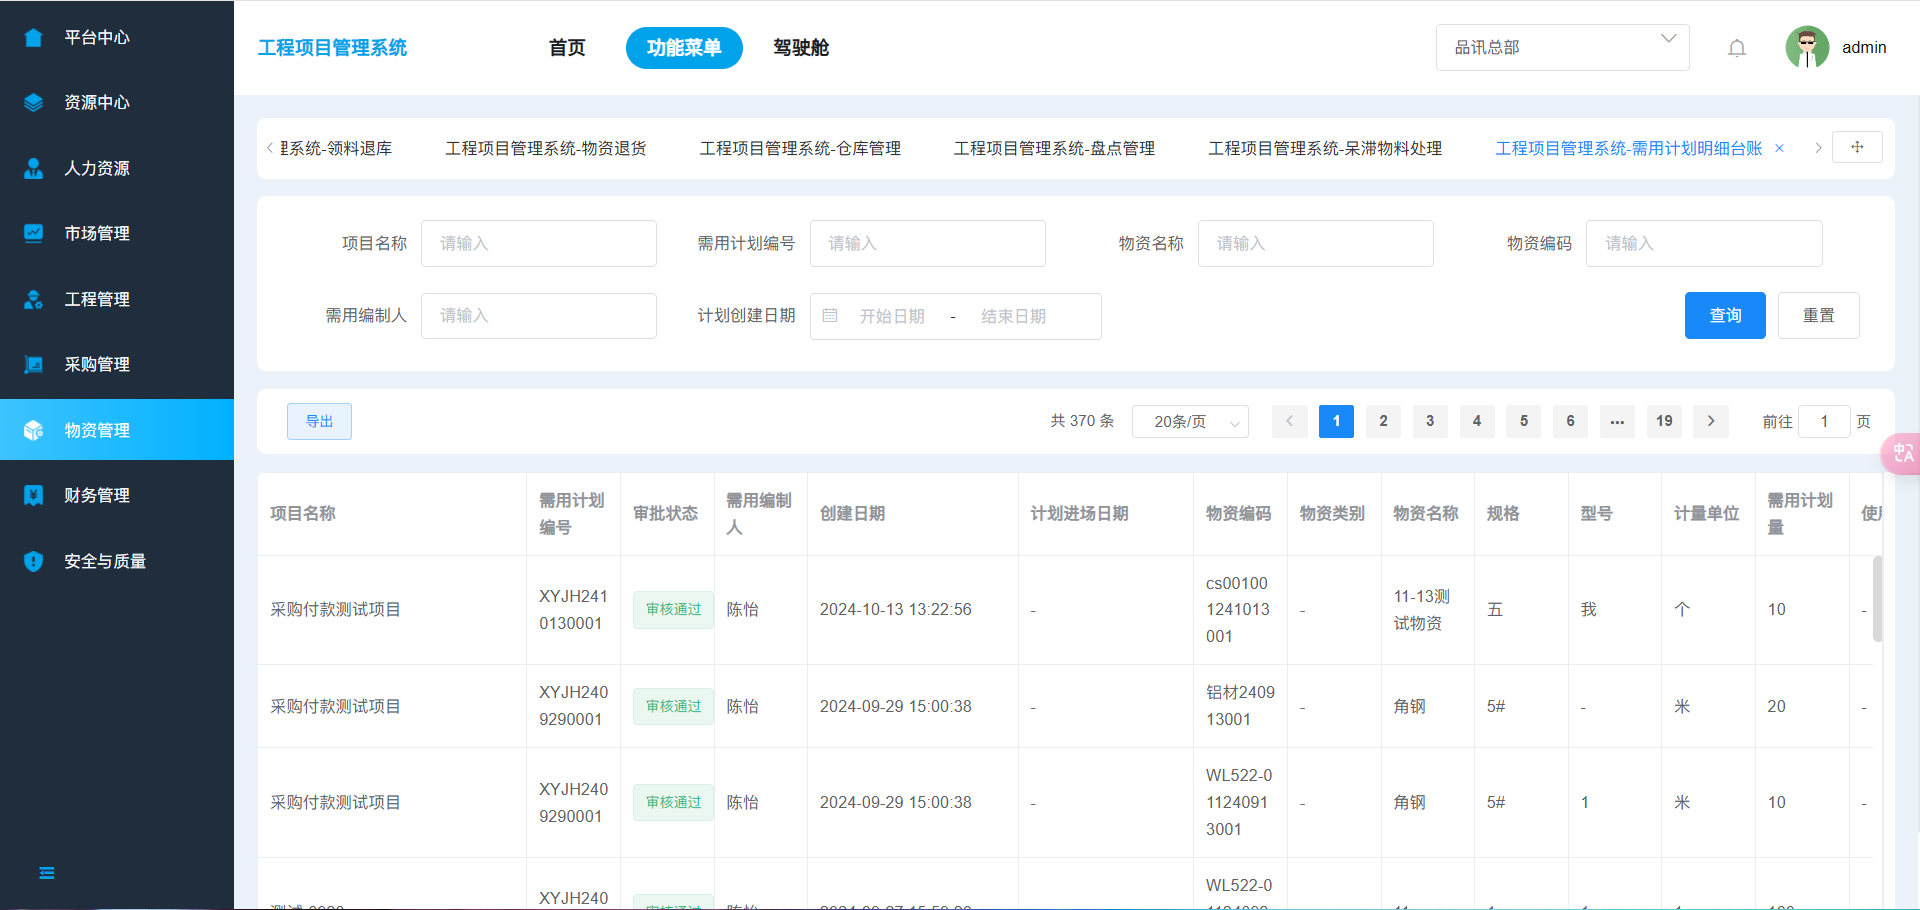 平台中心
资源中心
人力资源
市场管理
工程管理
采购管理
物资管理
财务管理
安全与质量
工程项目管理系统 首页 功能菜单 驾驶舱 品讯总部 admin
系统-领料退库 工程项目管理系统-物资退货 工程项目管理系统-仓库管理 工程项目管理系统-盘点管理 工程项目管理系统-呆滞物料处理 工程项目管理系统-需用计划明细台账 ×
项目名称 请输入 需用计划编号 请输入 物资名称 请输入 物资编码 请输入
需用编制人 请输入 计划创建日期 开始日期 - 结束日期 查询 重置
导出 共 370 条 20条/页 1 2 3 4 5 6 ... 19 前往 1 页
项目名称 需用计划编号 审批状态 需用编制人 创建日期 计划进场日期 物资编码 物资类别 物资名称 规格 型号 计量单位 需用计划量
采购付款测试项目 XYJH2410130001 审核通过 陈怡 2024-10-13 13:22:56 - cs001001241013001 - 11-13测试物资 五 我 个 10 -
采购付款测试项目 XYJH2409290001 审核通过 陈怡 2024-09-29 15:00:38 - 铝材240913001 - 角钢 5# - 米 20 -
采购付款测试项目 XYJH2409290001 审核通过 陈怡 2024-09-29 15:00:38 - WL522-011240913001 - 角钢 5# 1 米 10 -
XYJH240 WL522-0